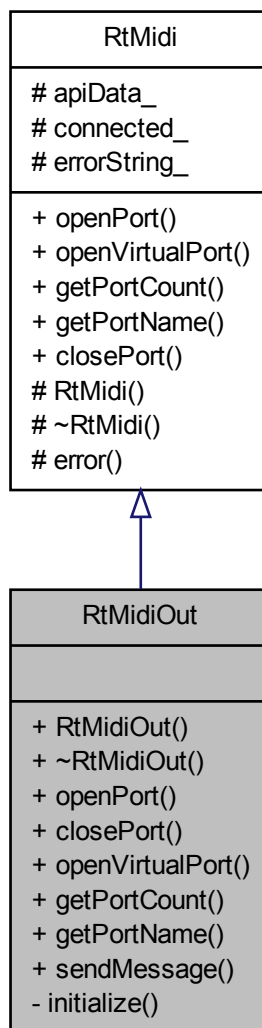 RtMidi
# apiData_
# connected_
# errorString_
+ openPort()
+ openVirtualPort()
+ getPortCount()
+ getPortName()
+ closePort()
# RtMidi()
# ~RtMidi()
# error()
RtMidiOut
+ RtMidiOut()
+ ~RtMidiOut()
+ openPort()
+ closePort()
+ openVirtualPort()
+ getPortCount()
+ getPortName()
+ sendMessage()
- initialize()